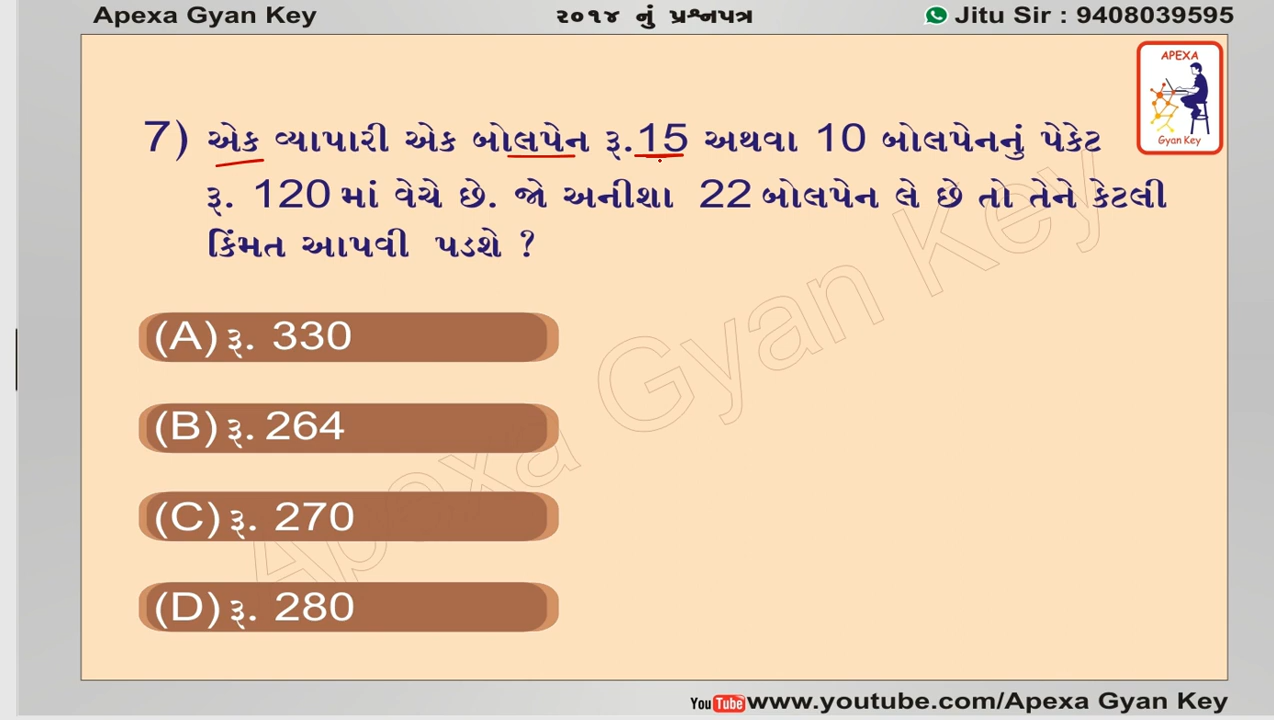 Apexa Gyan Key
૨૦૧૪ નું પ્રશ્નપત્ર
Jitu Sir : 9408039595
APEXA
Gyan Key
7) એક વ્યાપારી એક બોલપેન રૂ.15 અથવા 10 બોલપેનનું પેકેટ
રૂ. 120 માં વેચે છે. જો અનીશા 22 બોલપેન લે છે તો તેને કેટલી
કિંમત આપવી પડશે ?
(A) રૂ. 330
(B) રૂ. 264
(C) રૂ. 270
(D) રૂ. 280
Apexa Gyan Key
YouTube www.youtube.com/Apexa Gyan Key